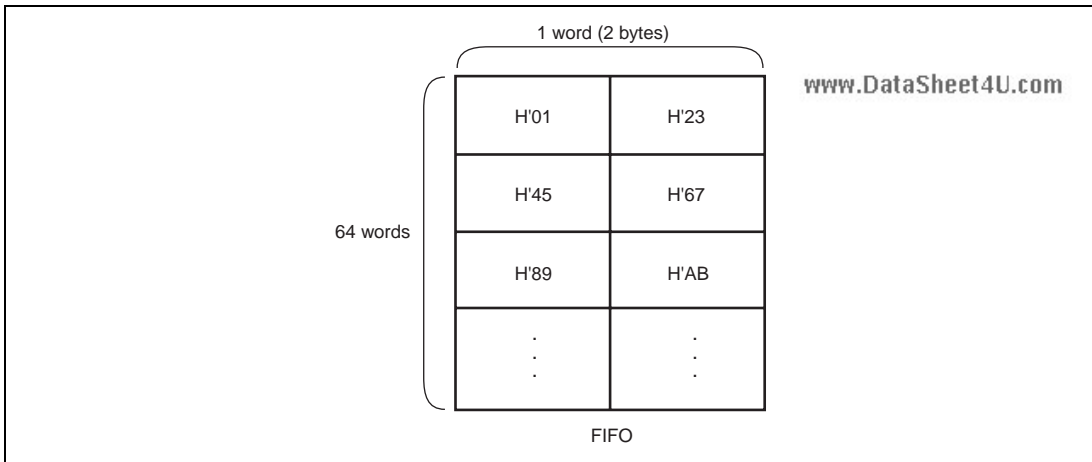 1 word (2 bytes)
www.DataSheet4U.com
H'01 H'23
H'45 H'67
64 words
H'89 H'AB
. .
. .
. .
FIFO